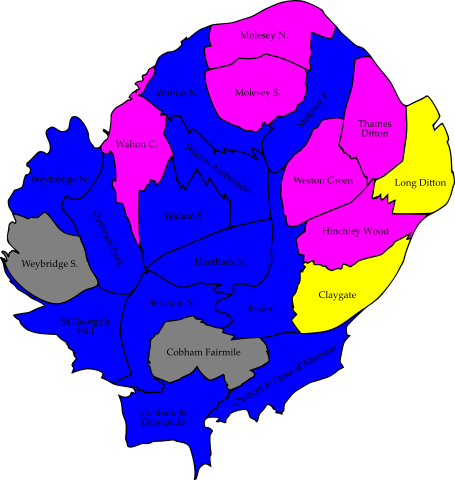 Molesey N.
Walton N.
Molesey S.
Molesey E.
Thames
Ditton
Walton C.
Walton Ambleside
Weybridge N.
Weston Green
Long Ditton
Walton S.
Oatlands Park
Hinchley Wood
Hersham N.
Weybridge S.
Claygate
Hersham S.
Esher
St George's
Hill
Cobham Fairmile
Oxshott & Stoke d'Abernon
Cobham &
Downside